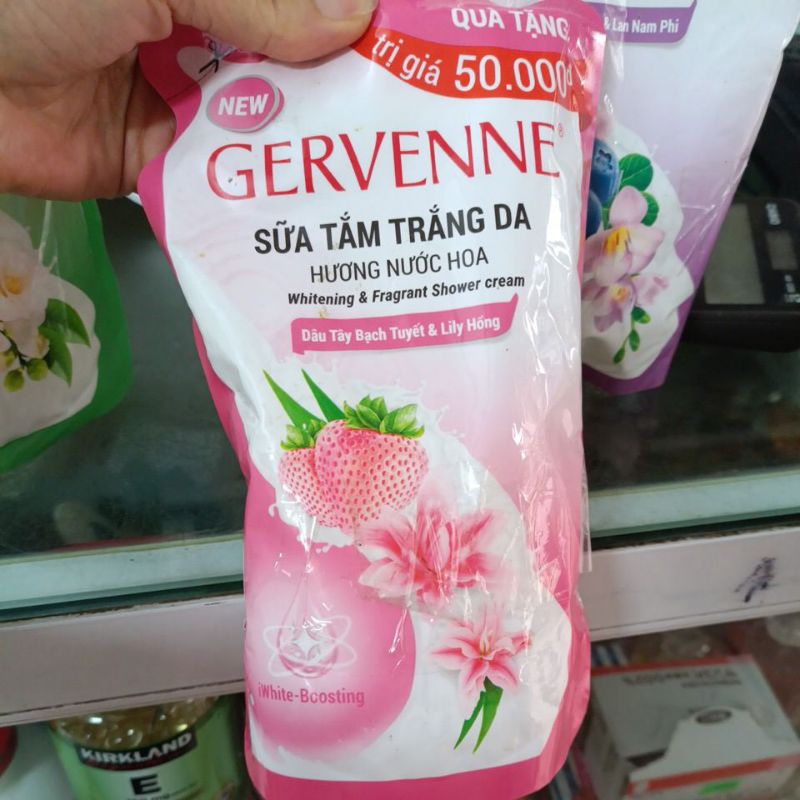 QUÀ TẶNG
trị giá 50.000đ
NEW
GERVENNE®
SỮA TẮM TRẮNG DA
HƯƠNG NƯỚC HOA
Whitening & Fragrant Shower cream
Dâu Tây Bạch Tuyết & Lily Hồng
iWhite-Boosting
& Lan Nam Phi
KIRKLAND
E